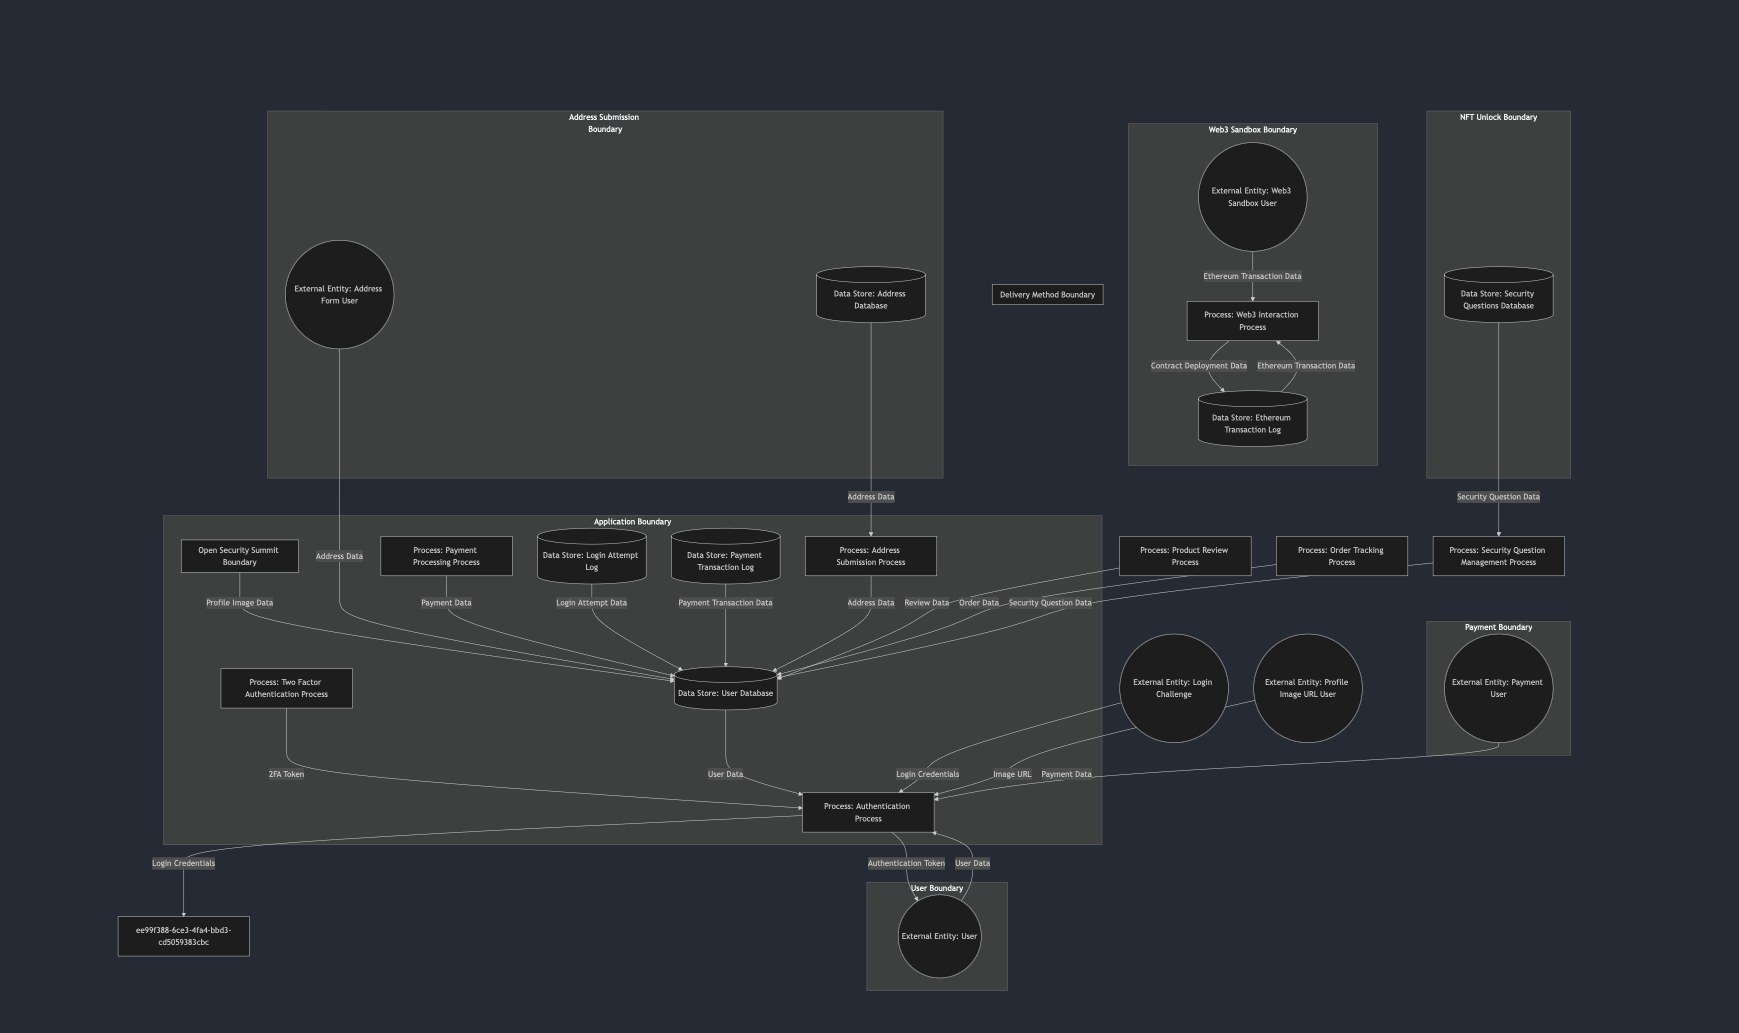 Address Submission
Boundary
Web3 Sandbox Boundary
NFT Unlock Boundary
External Entity: Web3
Sandbox User
External Entity: Address
Form User
Data Store: Address
Database
Delivery Method Boundary
Ethereum Transaction Data
Process: Web3 Interaction
Process
Data Store: Security
Questions Database
Contract Deployment Data
Ethereum Transaction Data
Data Store: Ethereum
Transaction Log
Address Data
Security Question Data
Application Boundary
Open Security Summit
Boundary
Address Data
Process: Payment
Processing Process
Data Store: Login Attempt
Log
Data Store: Payment
Transaction Log
Process: Address
Submission Process
Process: Product Review
Process
Process: Order Tracking
Process
Process: Security Question
Management Process
Profile Image Data
Payment Data
Login Attempt Data
Payment Transaction Data
Address Data
Review Data
Order Data
Security Question Data
Payment Boundary
Process: Two Factor
Authentication Process
Data Store: User Database
External Entity: Login
Challenge
External Entity: Profile
Image URL User
External Entity: Payment
User
2FA Token
User Data
Login Credentials
Image URL
Payment Data
Process: Authentication
Process
Login Credentials
Authentication Token
User Data
User Boundary
ee99f388-6ce3-4fa4-bbd3-
cd5059383cbc
External Entity: User